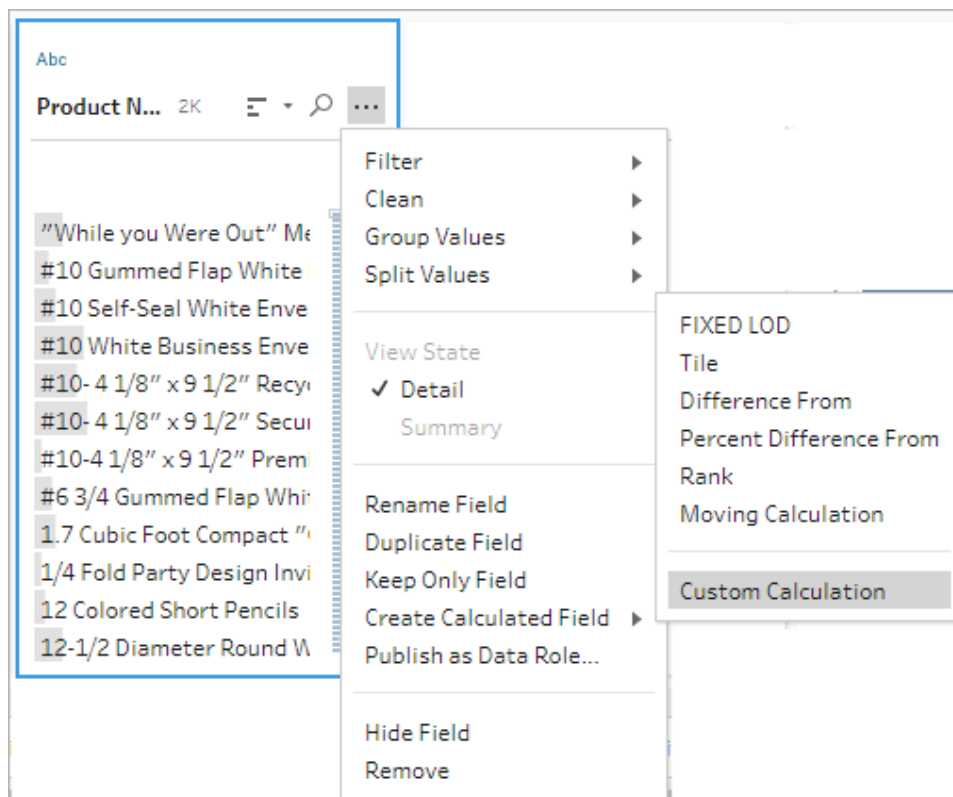 Abc
Product N... 2K
"While you Were Out" Me
#10 Gummed Flap White
#10 Self-Seal White Enve
#10 White Business Enve
#10- 4 1/8" x 9 1/2" Recy
#10- 4 1/8" x 9 1/2" Secur
#10-4 1/8" x 9 1/2" Premi
#6 3/4 Gummed Flap Whit
1.7 Cubic Foot Compact "
1/4 Fold Party Design Invi
12 Colored Short Pencils
12-1/2 Diameter Round W
Filter
Clean
Group Values
Split Values
View State
✓ Detail
Summary
Rename Field
Duplicate Field
Keep Only Field
Create Calculated Field
Publish as Data Role...
Hide Field
Remove
FIXED LOD
Tile
Difference From
Percent Difference From
Rank
Moving Calculation
Custom Calculation